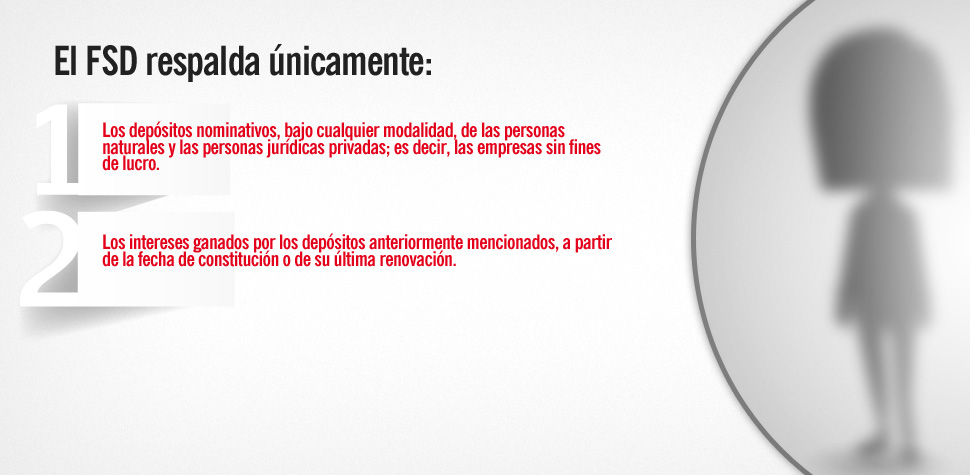 El FSD respalda únicamente:
1
Los depósitos nominativos, bajo cualquier modalidad, de las personas
naturales y las personas jurídicas privadas; es decir, las empresas sin fines
de lucro.
2
Los intereses ganados por los depósitos anteriormente mencionados, a partir
de la fecha de constitución o de su última renovación.